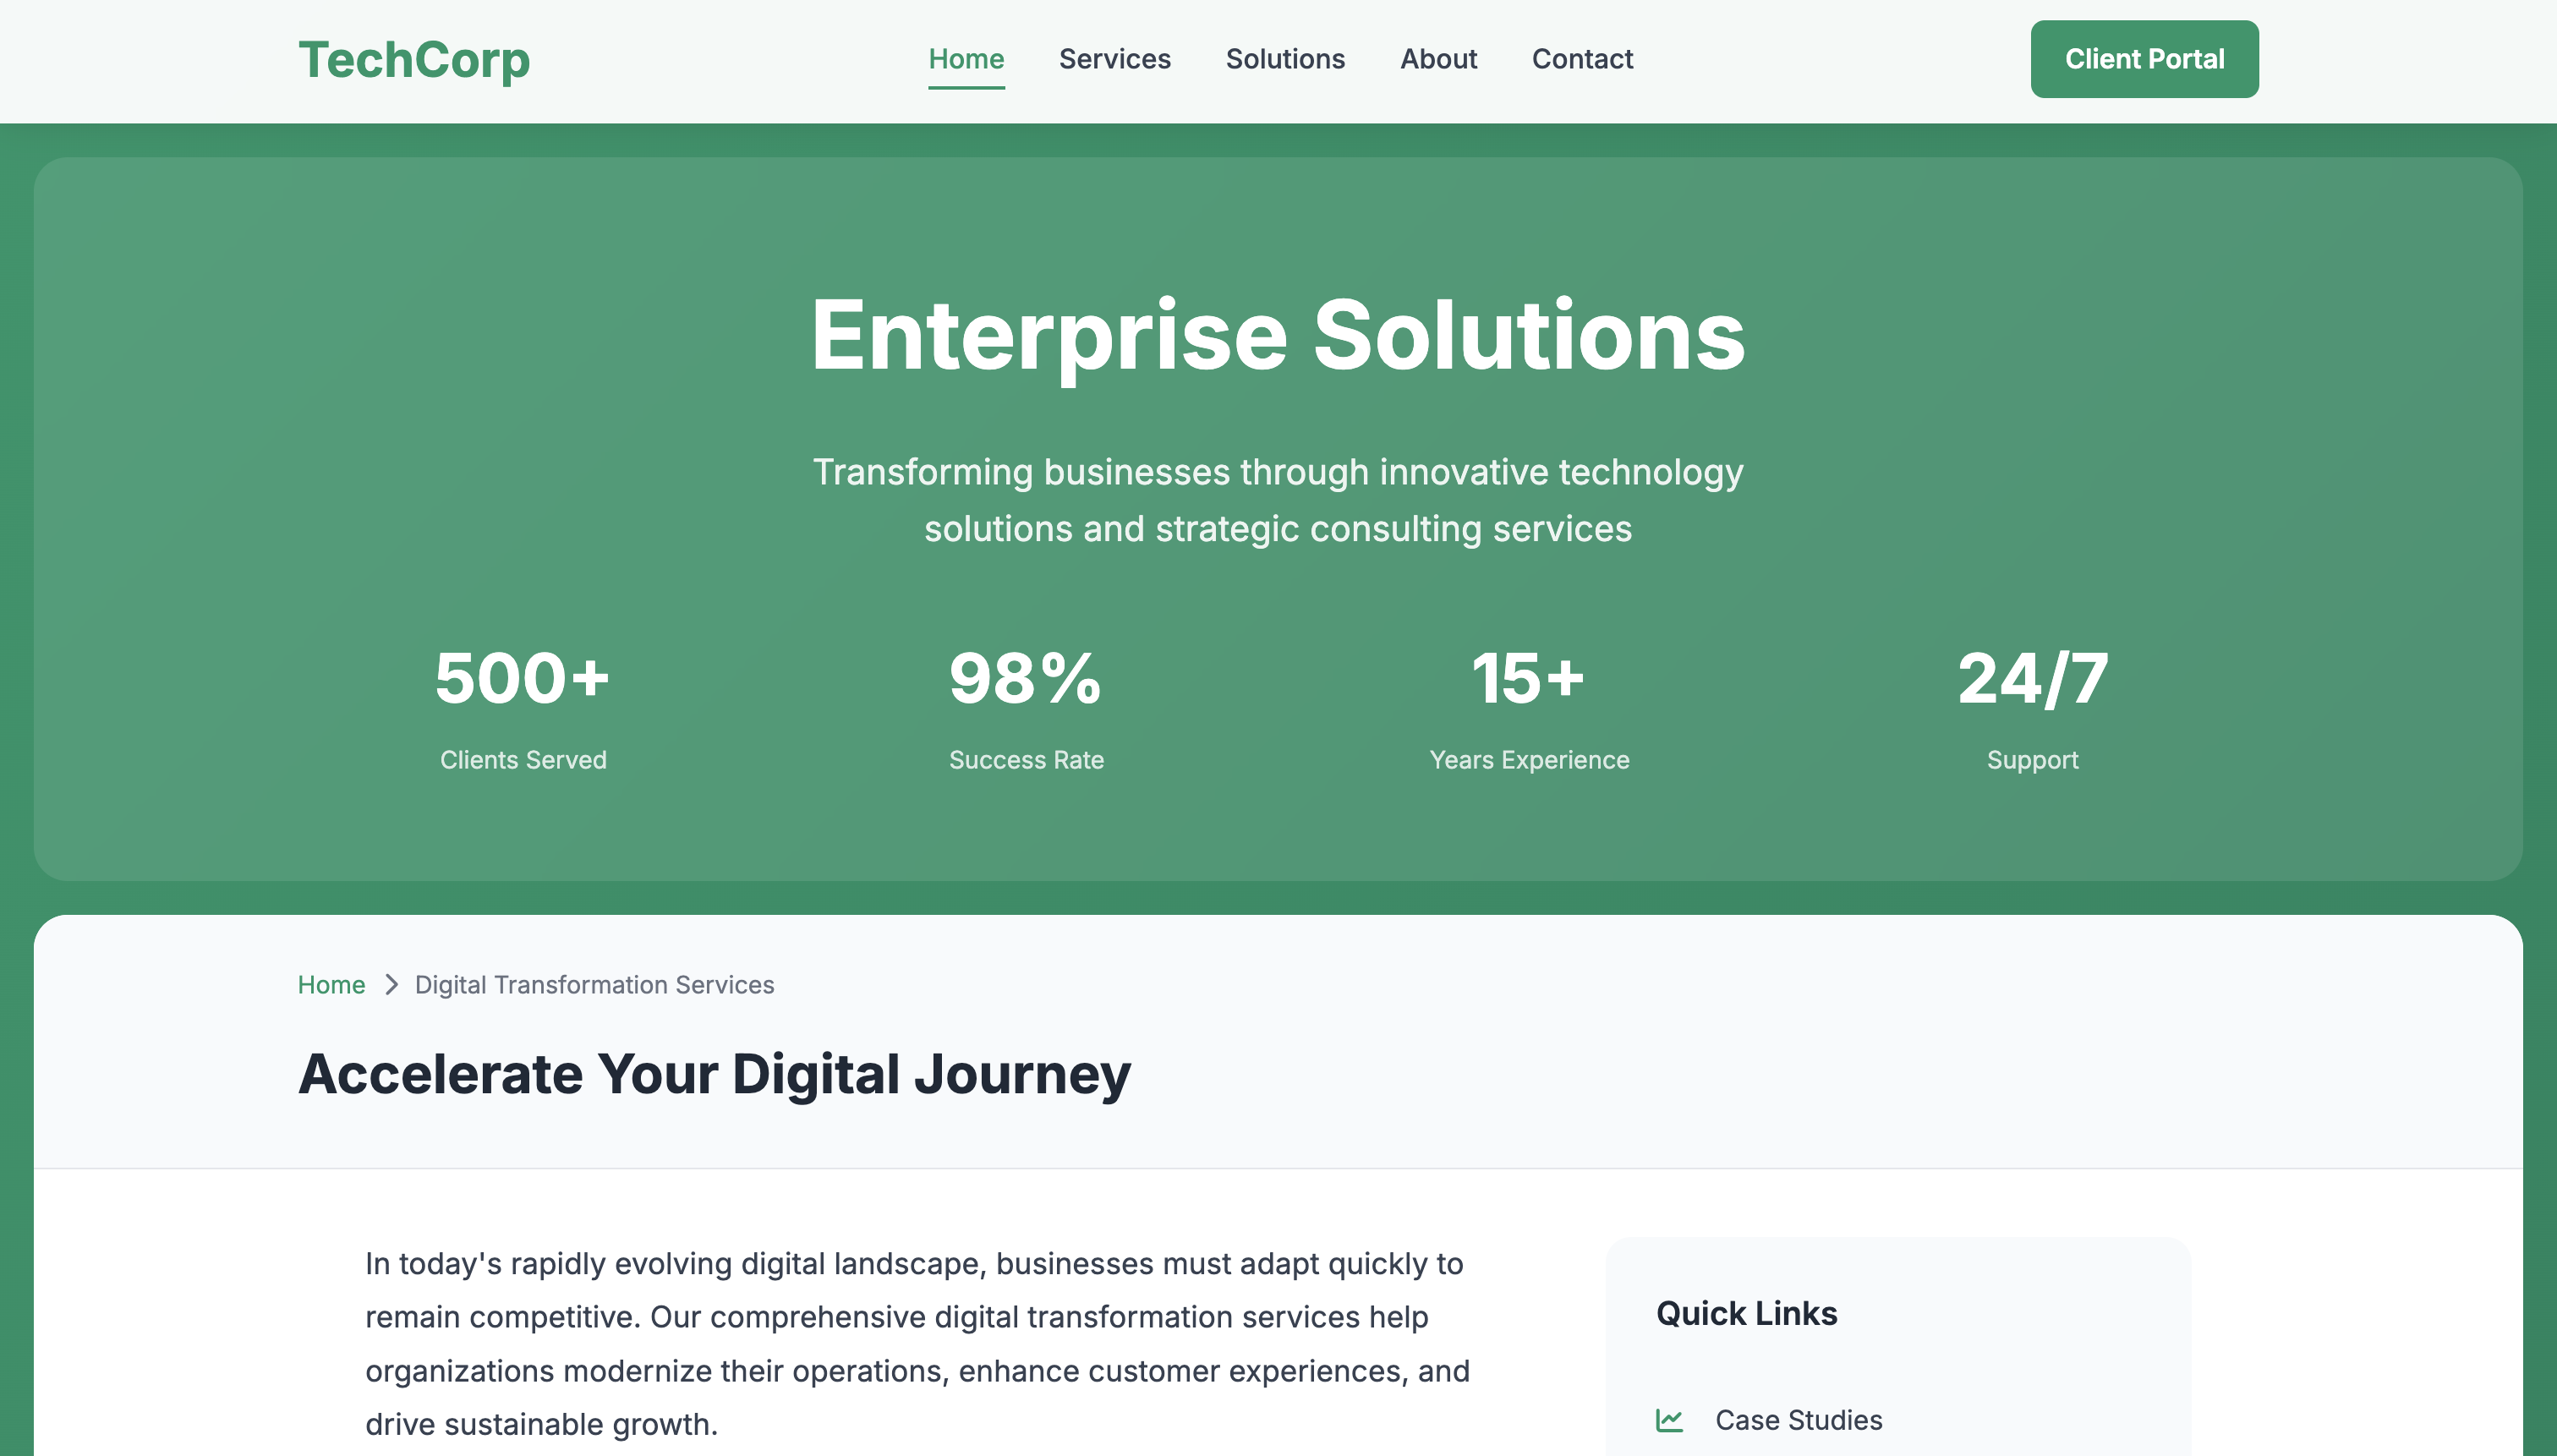 TechCorp
Home
Services
Solutions
About
Contact
Client Portal
Enterprise Solutions
Transforming businesses through innovative technology
solutions and strategic consulting services
500+
Clients Served
98%
Success Rate
15+
Years Experience
24/7
Support
Home
Digital Transformation Services
Accelerate Your Digital Journey
In today's rapidly evolving digital landscape, businesses must adapt quickly to
remain competitive. Our comprehensive digital transformation services help
organizations modernize their operations, enhance customer experiences, and
drive sustainable growth.
Quick Links
Case Studies